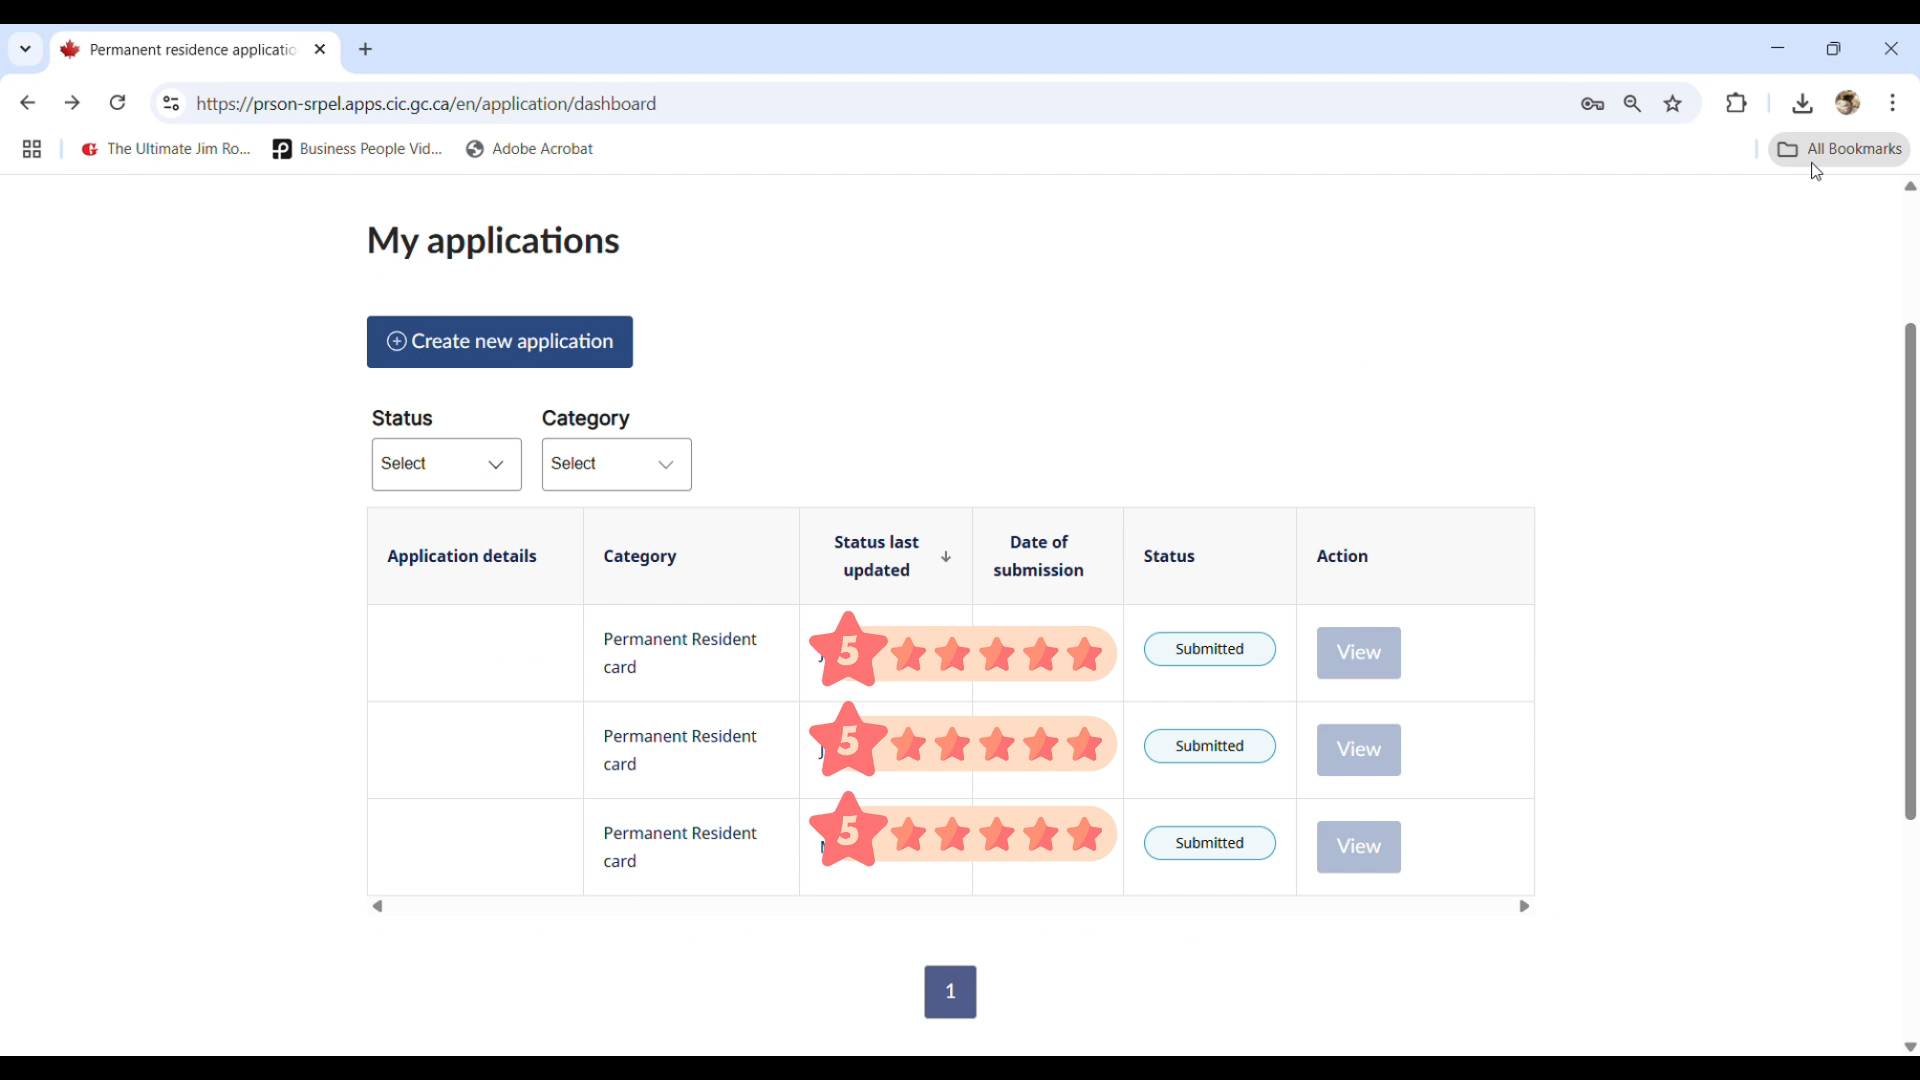 Permanent residence applicatio
https://prson-srpel.apps.cic.gc.ca/en/application/dashboard
The Ultimate Jim Ro...
Business People Vid...
Adobe Acrobat
All Bookmarks
My applications
Create new application
Status
Category
Select
Select
Application details
Category
Status last
updated
Date of
submission
Status
Action
Permanent Resident
card
5
Submitted
View
Permanent Resident
card
5
Submitted
View
Permanent Resident
card
5
Submitted
View
1